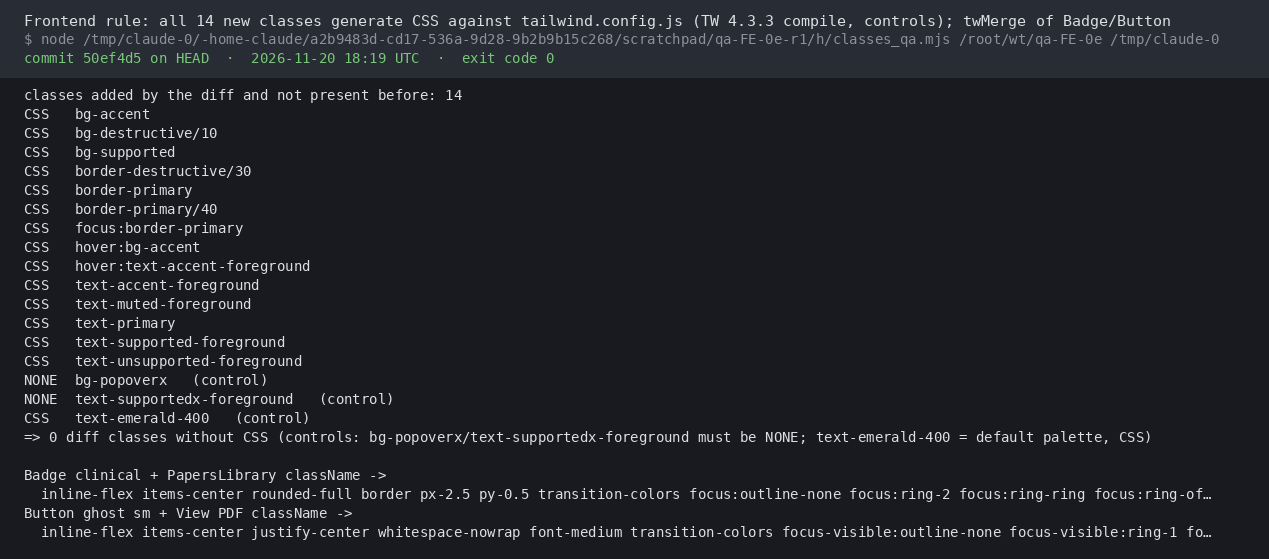 Frontend rule: all 14 new classes generate CSS against tailwind.config.js (TW 4.3.3 compile, controls); twMerge of Badge/Button
$ node /tmp/claude-0/-home-claude/a2b9483d-cd17-536a-9d28-9b2b9b15c268/scratchpad/qa-FE-0e-r1/h/classes_qa.mjs /root/wt/qa-FE-0e /tmp/claude-0
commit 50ef4d5 on HEAD · 2026-11-20 18:19 UTC · exit code 0
classes added by the diff and not present before: 14
CSS bg-accent
CSS bg-destructive/10
CSS bg-supported
CSS border-destructive/30
CSS border-primary
CSS border-primary/40
CSS focus:border-primary
CSS hover:bg-accent
CSS hover:text-accent-foreground
CSS text-accent-foreground
CSS text-muted-foreground
CSS text-primary
CSS text-supported-foreground
CSS text-unsupported-foreground
NONE bg-popoverx (control)
NONE text-supportedx-foreground (control)
CSS text-emerald-400 (control)
=> 0 diff classes without CSS (controls: bg-popoverx/text-supportedx-foreground must be NONE; text-emerald-400 = default palette, CSS)
Badge clinical + PapersLibrary className ->
inline-flex items-center rounded-full border px-2.5 py-0.5 transition-colors focus:outline-none focus:ring-2 focus:ring-ring focus:ring-of…
Button ghost sm + View PDF className ->
inline-flex items-center justify-center whitespace-nowrap font-medium transition-colors focus-visible:outline-none focus-visible:ring-1 fo…